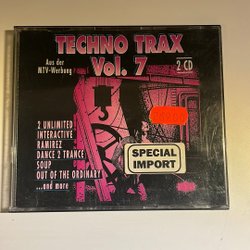 TECHNO TRAX
Aus der
MTV-Werbung
Vol. 7
2 CD
2 UNLIMITED
INTERACTIVE
RAMIREZ
DANCE 2 TRANCE
SOUP
OUT OF THE ORDINARY
...and more
SPECIAL
IMPORT